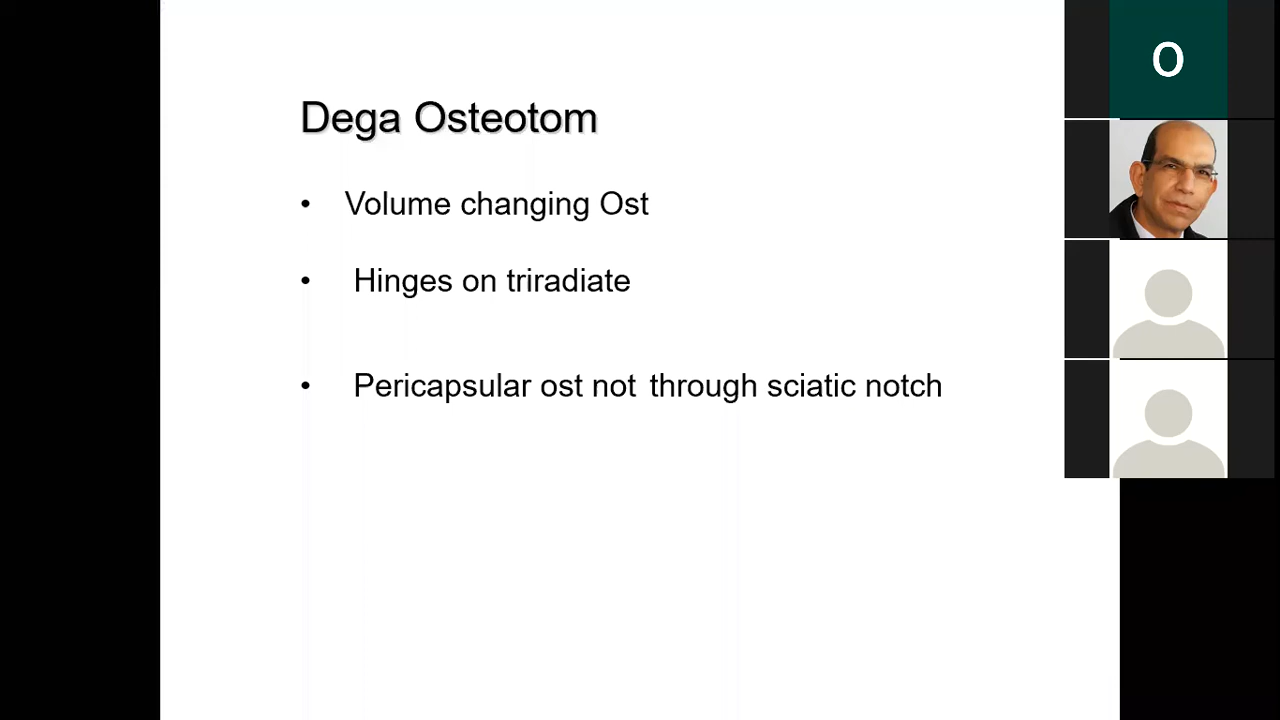 Dega Osteotom
• Volume changing Ost
• Hinges on triradiate
• Pericapsular ost not through sciatic notch
O